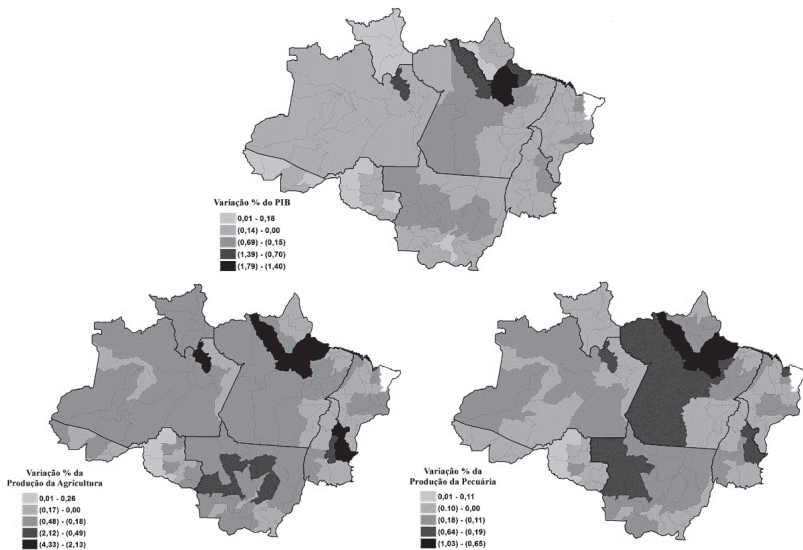 Variação % do PIB
0,01 - 0,18
(0,14) - 0,00
(0,69) - (0,15)
(1,39) - (0,70)
(1,79) - (1,40)
Variação % da
Produção da Agricultura
0,01 - 0,26
(0,17) - 0,00
(0,48) - (0,18)
(2,12) - (0,49)
(4,33) - (2,13)
Variação % da
Produção da Pecuária
0,01 - 0,11
(0.10) - 0,00
(0,18) - (0,11)
(0,64) - (0,19)
(1,03) - (0,65)